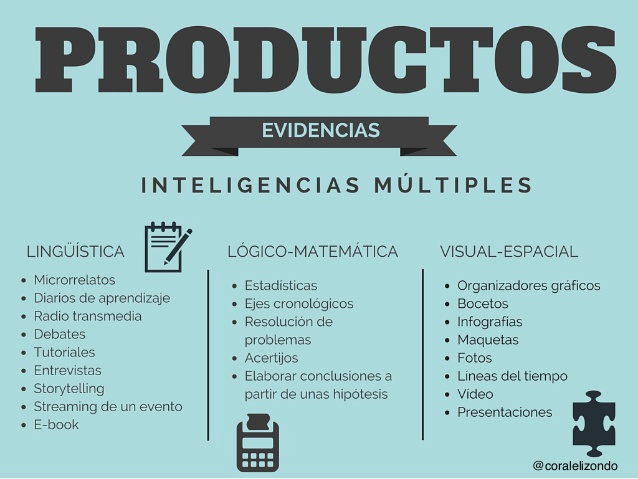 PRODUCTOS
EVIDENCIAS
INTELIGENCIAS MÚLTIPLES
LINGÜÍSTICA
• Microrrelatos
• Diarios de aprendizaje
• Radio transmedia
• Debates
• Tutoriales
• Entrevistas
• Storytelling
• Streaming de un evento
• E-book
LÓGICO-MATEMÁTICA
• Estadísticas
• Ejes cronológicos
• Resolución de
problemas
• Acertijos
• Elaborar conclusiones a
partir de unas hipótesis
VISUAL-ESPACIAL
• Organizadores gráficos
• Bocetos
• Infografías
• Maquetas
• Fotos
• Líneas del tiempo
• Vídeo
• Presentaciones
@coralelizondo